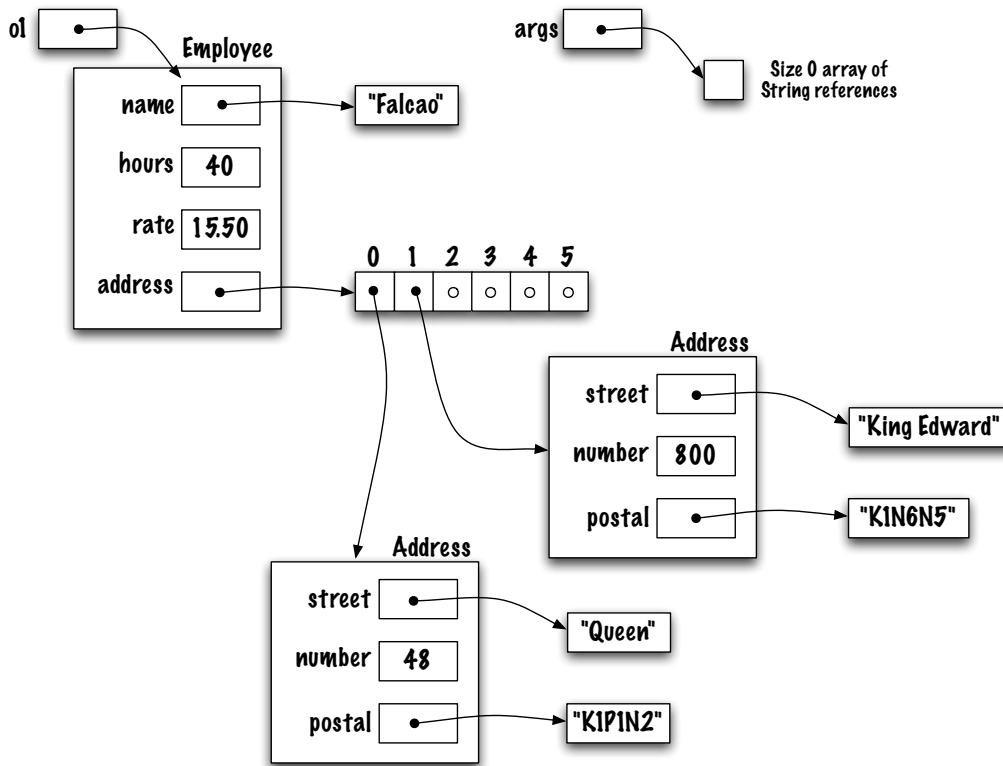 o1
Employee
name
"Falcao"
hours
40
rate
15.50
address
0 1 2 3 4 5
args
Size 0 array of
String references
Address
street
"King Edward"
number
800
postal
"K1N6N5"
Address
street
"Queen"
number
48
postal
"K1P1N2"